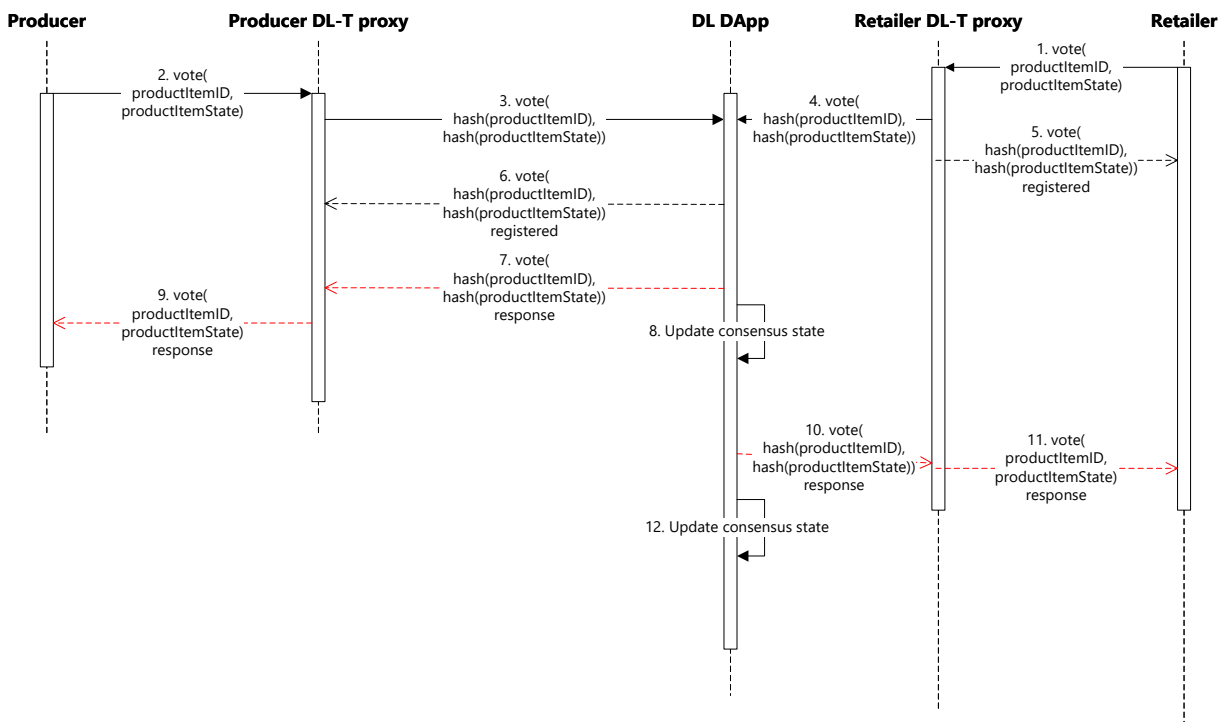 Producer
Producer DL-T proxy
DL DApp
Retailer DL-T proxy
Retailer
1. vote(
productItemID,
productItemState)
2. vote(
productItemID,
productItemState)
3. vote(
hash(productItemID),
hash(productItemState))
4. vote(
hash(productItemID),
hash(productItemState))
5. vote(
hash(productItemID),
hash(productItemState))
registered
6. vote(
hash(productItemID),
hash(productItemState))
registered
7. vote(
hash(productItemID),
hash(productItemState))
response
8. Update consensus state
9. vote(
productItemID,
productItemState)
response
10. vote(
hash(productItemID),
hash(productItemState))
response
11. vote(
productItemID,
productItemState)
response
12. Update consensus state